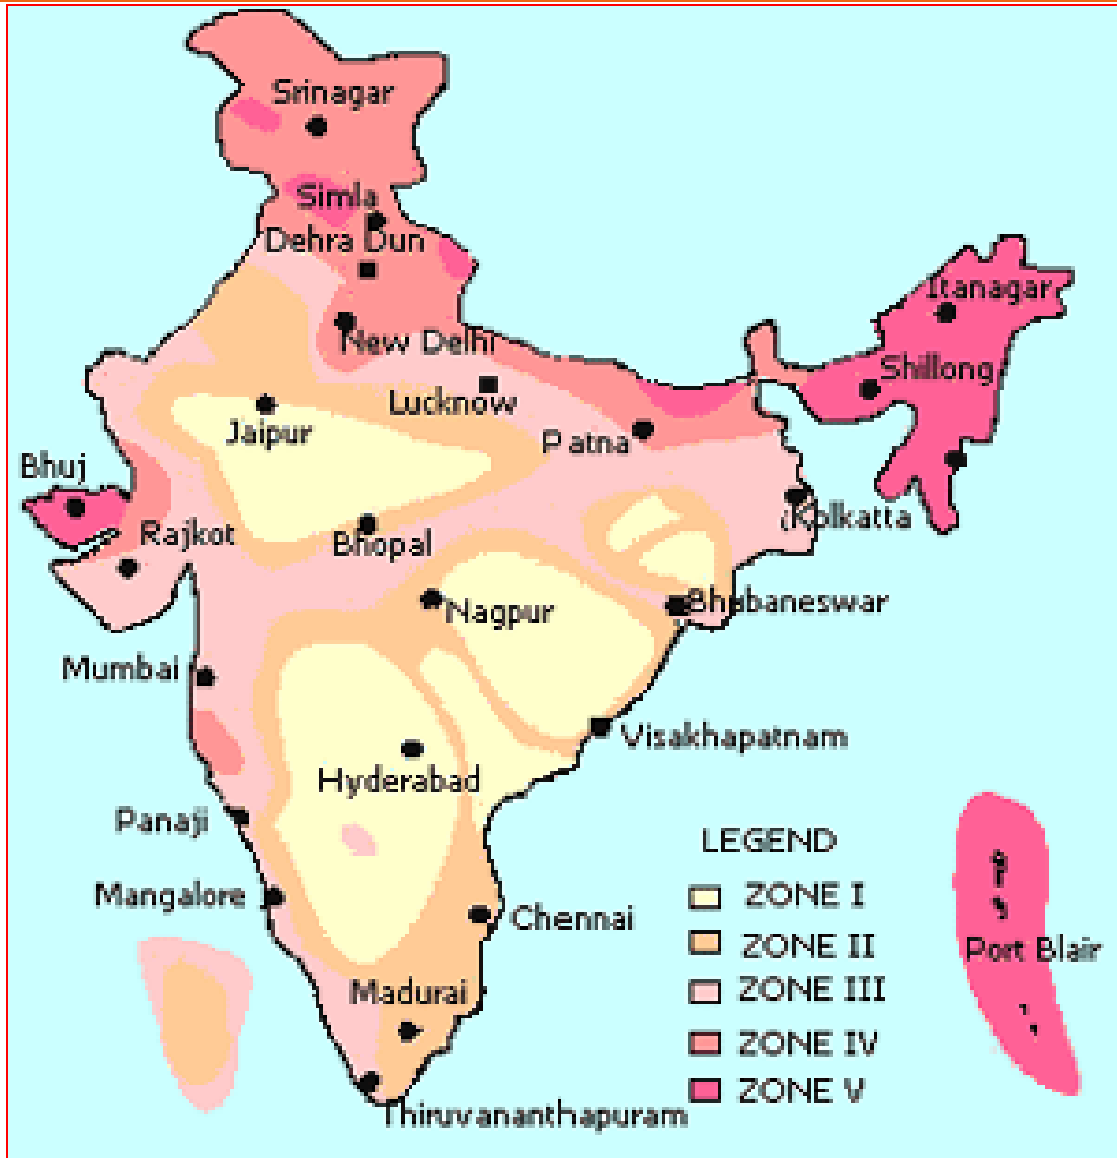 Srinagar
Simla
Dehra Dun
New Delhi
Itanagar
Shillong
Lucknow
Jaipur
Patna
Bhuj
Kolkatta
Rajkot
Bhopal
Nagpur
Bhubaneswar
Mumbai
Visakhapatnam
Hyderabad
Panaji
LEGEND
Mangalore
ZONE I
Chennai
ZONE II
Port Blair
Madurai
ZONE III
ZONE IV
ZONE V
Thiruvananthapuram